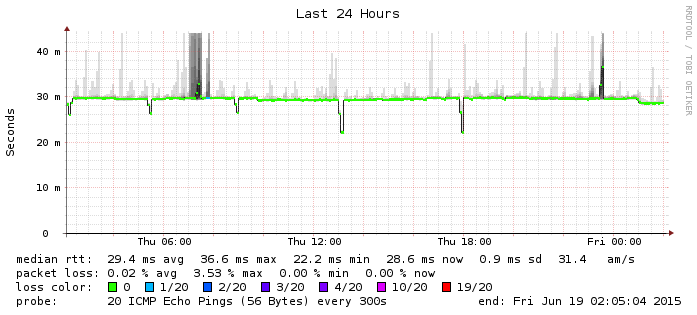 Last 24 Hours
RRDTOOL / TOBI OETIKER
Seconds
40 m
30 m
20 m
10 m
0
Thu 06:00 Thu 12:00 Thu 18:00 Fri 00:00
median rtt: 29.4 ms avg 36.6 ms max 22.2 ms min 28.6 ms now 0.9 ms sd 31.4 am/s
packet loss: 0.02 % avg 3.53 % max 0.00 % min 0.00 % now
loss color: 0 1/20 2/20 3/20 4/20 10/20 19/20
probe: 20 ICMP Echo Pings (56 Bytes) every 300s end: Fri Jun 19 02:05:04 2015